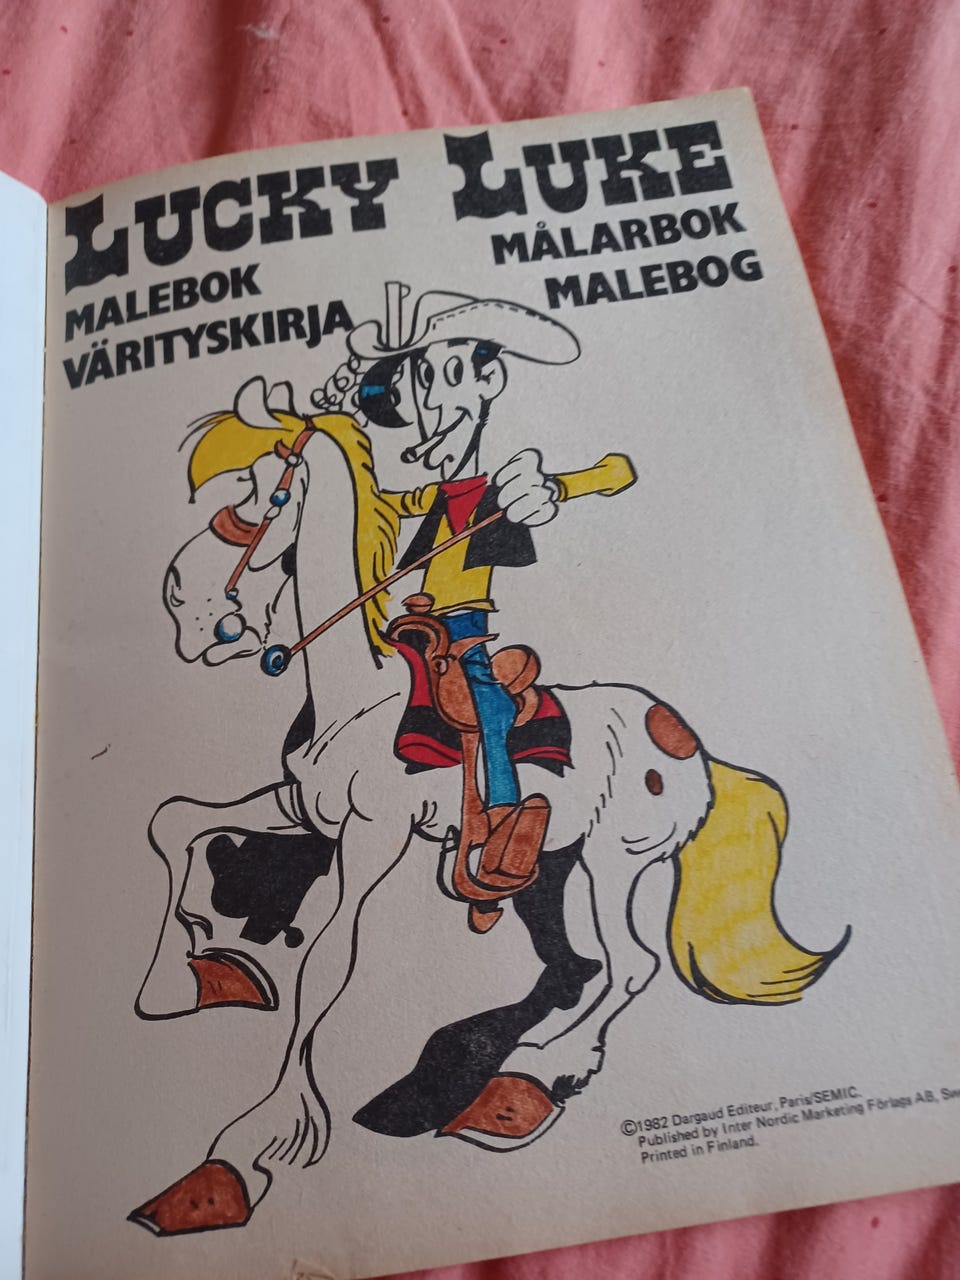 LUCKY LUKE
MALEBOK
VÄRITYSKIRJA
MÅLARBOK
MALEBOG
©1982 Dargaud Editeur, Paris/SEMIC.
Published by Inter Nordic Marketing Förlags AB,
Printed in Finland.